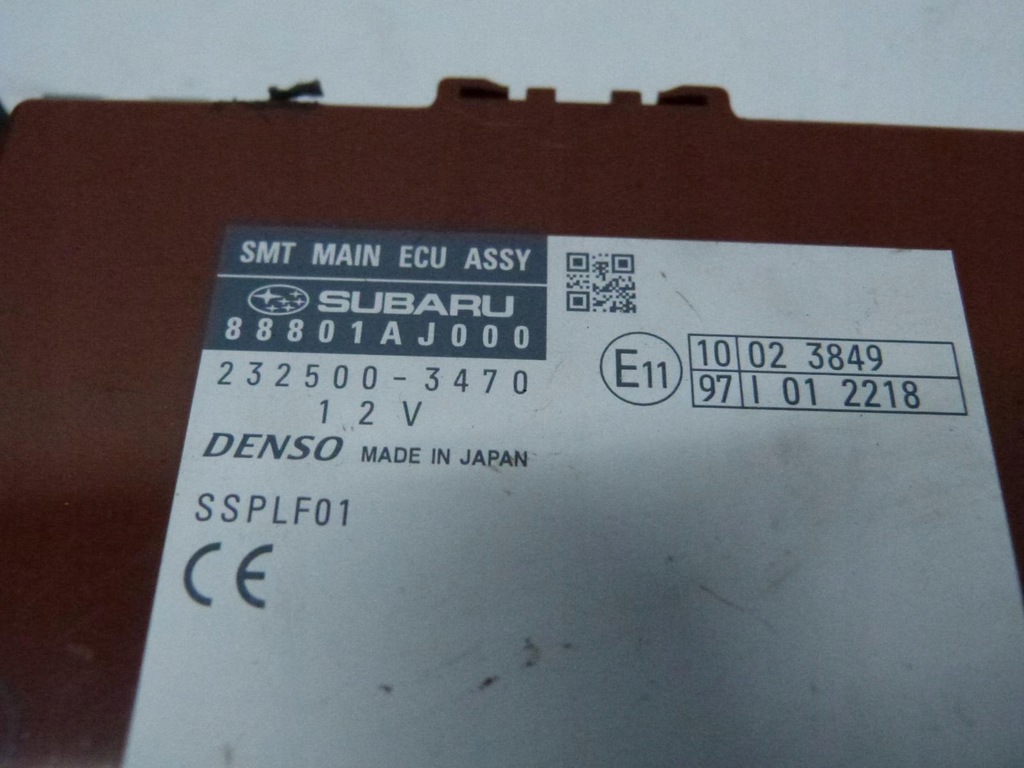 SMT MAIN ECU ASSY
SUBARU
88801AJ000
232500-3470
12V
DENSO MADE IN JAPAN
SSPLF01
CE
E11
10 02 3849
97 I 01 2218